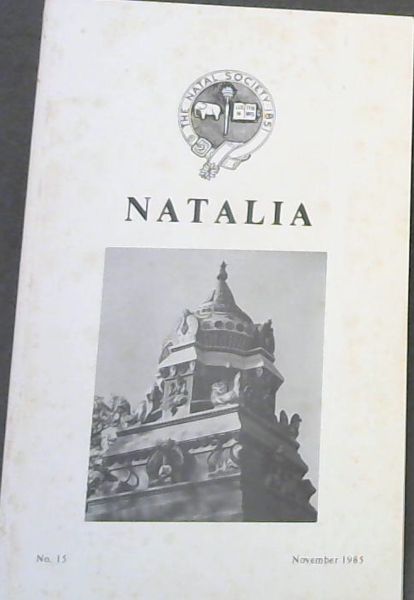 THE NATAL SOCIETY 1851
NATALIA
No. 15
November 1985